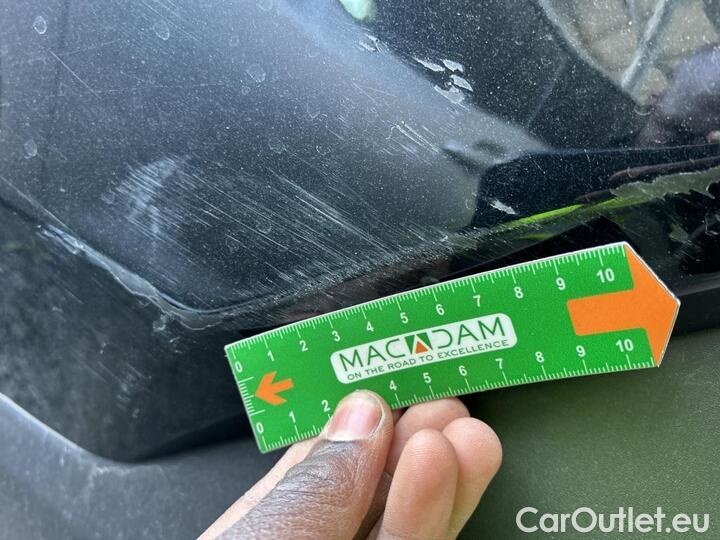 0 1 2 3 4 5 6 7 8 9 10
MACADAM
ON THE ROAD TO EXCELLENCE
0 1 2 4 5 6 7 8 9 10
CarOutlet.eu